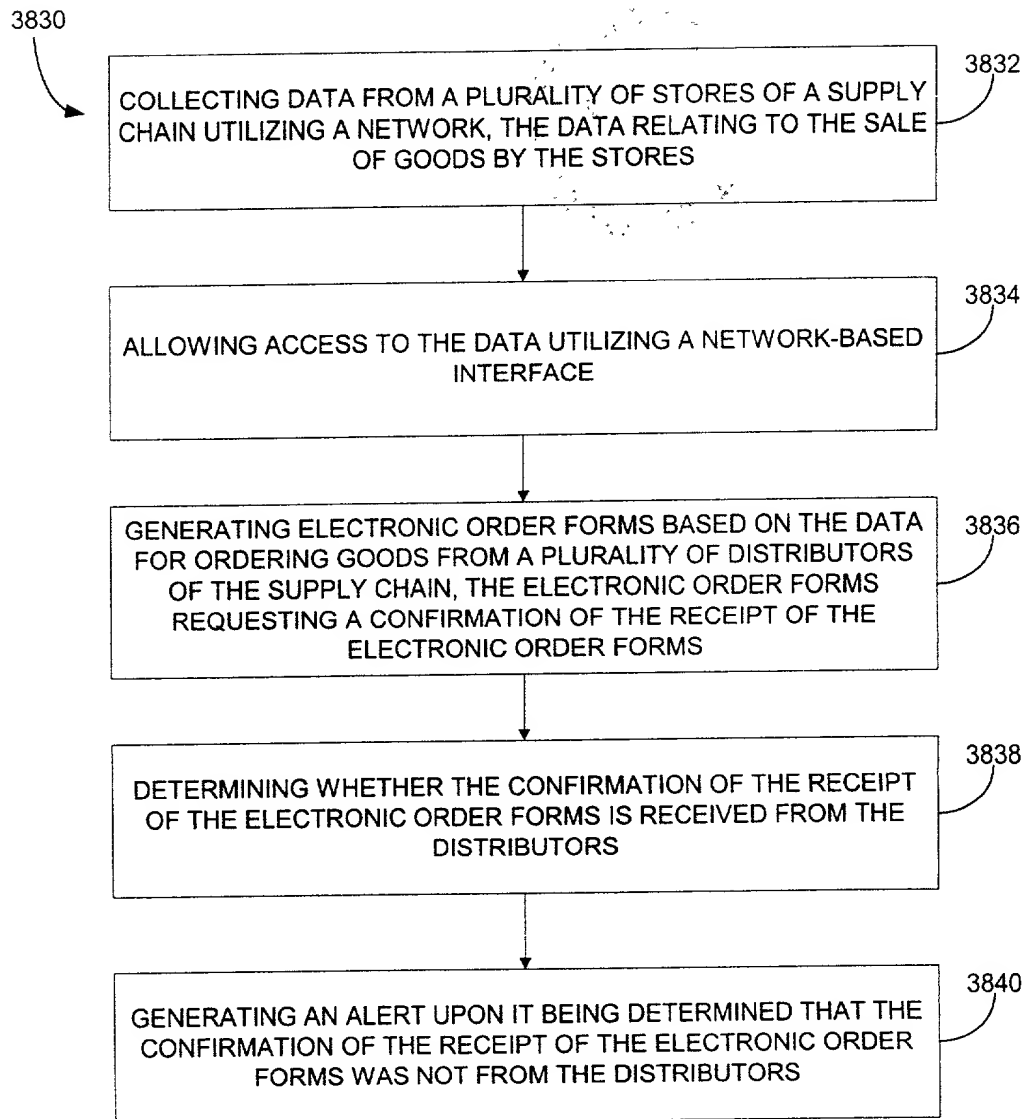 3830
3832
COLLECTING DATA FROM A PLURALITY OF STORES OF A SUPPLY
CHAIN UTILIZING A NETWORK, THE DATA RELATING TO THE SALE
OF GOODS BY THE STORES
3834
ALLOWING ACCESS TO THE DATA UTILIZING A NETWORK-BASED
INTERFACE
3836
GENERATING ELECTRONIC ORDER FORMS BASED ON THE DATA
FOR ORDERING GOODS FROM A PLURALITY OF DISTRIBUTORS
OF THE SUPPLY CHAIN, THE ELECTRONIC ORDER FORMS
REQUESTING A CONFIRMATION OF THE RECEIPT OF THE
ELECTRONIC ORDER FORMS
3838
DETERMINING WHETHER THE CONFIRMATION OF THE RECEIPT
OF THE ELECTRONIC ORDER FORMS IS RECEIVED FROM THE
DISTRIBUTORS
3840
GENERATING AN ALERT UPON IT BEING DETERMINED THAT THE
CONFIRMATION OF THE RECEIPT OF THE ELECTRONIC ORDER
FORMS WAS NOT FROM THE DISTRIBUTORS